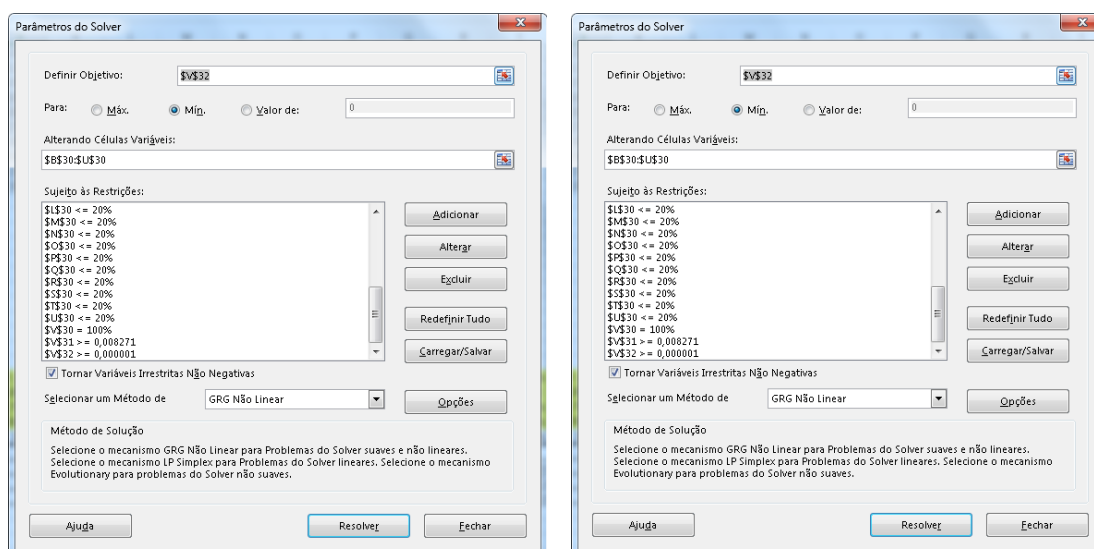 Parâmetros do Solver
Definir Objetivo: $V$32
Para: Máx. Mín. Valor de: 0
Alterando Células Variáveis:
$B$30:$U$30
Sujeito às Restrições:
$L$30 <= 20%
$M$30 <= 20%
$N$30 <= 20%
$O$30 <= 20%
$P$30 <= 20%
$Q$30 <= 20%
$R$30 <= 20%
$S$30 <= 20%
$T$30 <= 20%
$U$30 <= 20%
$V$30 = 100%
$V$31 >= 0,008271
$V$32 >= 0,000001
Adicionar
Alterar
Excluir
Redefinir Tudo
Carregar/Salvar
Tornar Variáveis Irrestritas Não Negativas
Selecionar um Método de GRG Não Linear Opções
Método de Solução
Selecione o mecanismo GRG Não Linear para Problemas do Solver suaves e não lineares.
Selecione o mecanismo LP Simplex para Problemas do Solver lineares. Selecione o mecanismo
Evolutionary para problemas do Solver não suaves.
Ajuda Resolver Fechar
Parâmetros do Solver
Definir Objetivo: $V$32
Para: Máx. Mín. Valor de: 0
Alterando Células Variáveis:
$B$30:$U$30
Sujeito às Restrições:
$L$30 <= 20%
$M$30 <= 20%
$N$30 <= 20%
$O$30 <= 20%
$P$30 <= 20%
$Q$30 <= 20%
$R$30 <= 20%
$S$30 <= 20%
$T$30 <= 20%
$U$30 <= 20%
$V$30 = 100%
$V$31 >= 0,008271
$V$32 >= 0,000001
Adicionar
Alterar
Excluir
Redefinir Tudo
Carregar/Salvar
Tornar Variáveis Irrestritas Não Negativas
Selecionar um Método de GRG Não Linear Opções
Método de Solução
Selecione o mecanismo GRG Não Linear para Problemas do Solver suaves e não lineares.
Selecione o mecanismo LP Simplex para Problemas do Solver lineares. Selecione o mecanismo
Evolutionary para problemas do Solver não suaves.
Ajuda Resolver Fechar